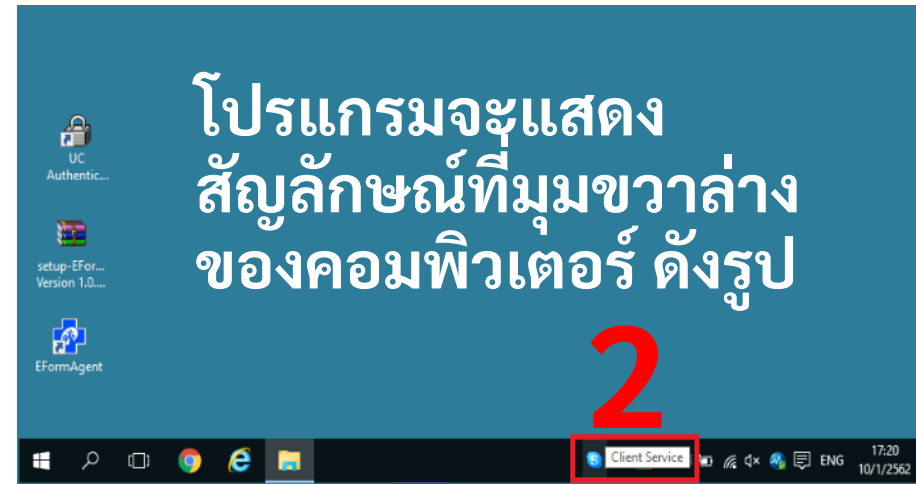 โปรแกรมจะแสดง
สัญลักษณ์ที่มุมขวาล่าง
ของคอมพิวเตอร์ ดังรูป
UC
Authentic...
setup-EFor...
Version 1.0....
EFormAgent
2
Client Service
ENG
17:20
10/1/2562